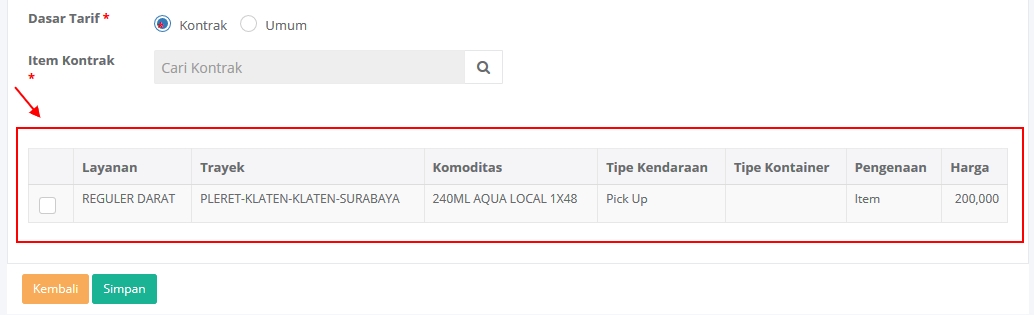 Dasar Tarif * Kontrak Umum
Item Kontrak * Cari Kontrak
Layanan Trayek Komoditas Tipe Kendaraan Tipe Kontainer Pengenaan Harga
REGULER DARAT PLERET-KLATEN-KLATEN-SURABAYA 240ML AQUA LOCAL 1X48 Pick Up Item 200,000
Kembali Simpan